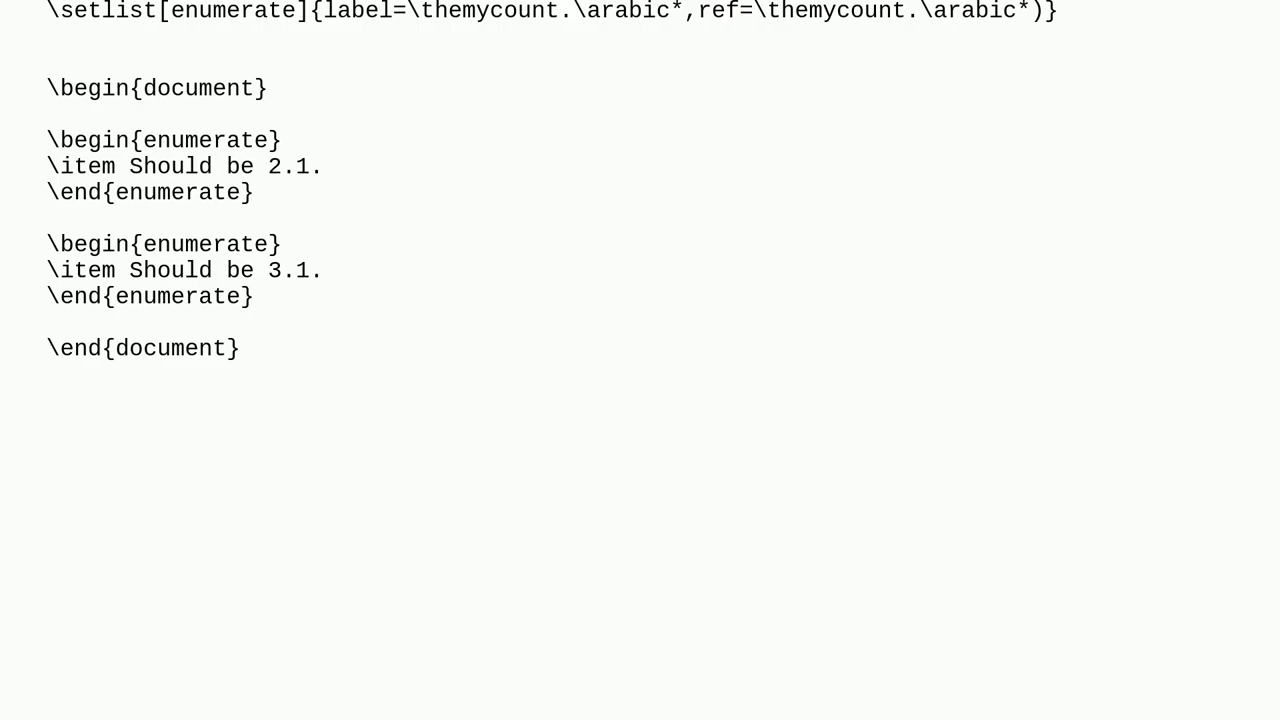 \setlist[enumerate]{label=\themycount.\arabic*,ref=\themycount.\arabic*)}
\begin{document}
\begin{enumerate}
\item Should be 2.1.
\end{enumerate}
\begin{enumerate}
\item Should be 3.1.
\end{enumerate}
\end{document}